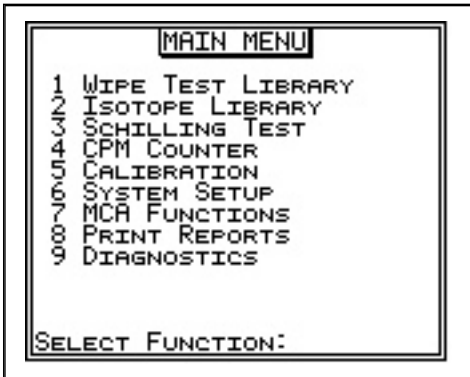 MAIN MENU
1 WIPE TEST LIBRARY
2 ISOTOPE LIBRARY
3 SCHILLING TEST
4 CPM COUNTER
5 CALIBRATION
6 SYSTEM SETUP
7 MCA FUNCTIONS
8 PRINT REPORTS
9 DIAGNOSTICS
SELECT FUNCTION: